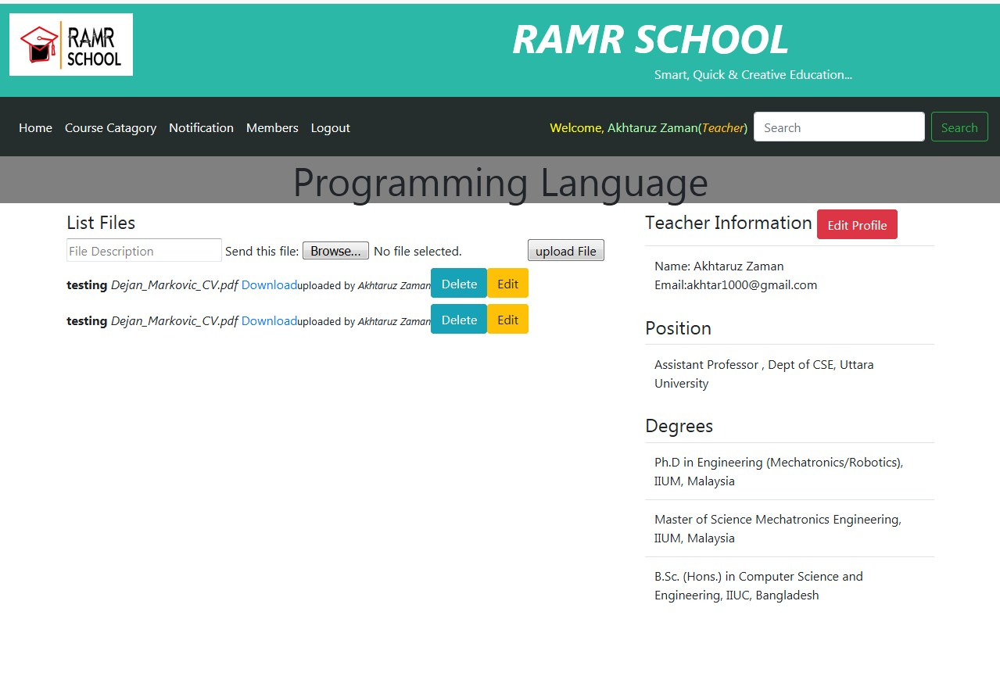 RAMR
SCHOOL
RAMR SCHOOL
Smart, Quick & Creative Education...
Home Course Catagory Notification Members Logout
Welcome, Akhtaruz Zaman(Teacher) Search Search
Programming Language
List Files
File Description Send this file: Browse... No file selected. upload File
testing Dejan_Markovic_CV.pdf Downloaduploaded by Akhtaruz Zaman Delete Edit
testing Dejan_Markovic_CV.pdf Downloaduploaded by Akhtaruz Zaman Delete Edit
Teacher Information Edit Profile
Name: Akhtaruz Zaman
Email:akhtar1000@gmail.com
Position
Assistant Professor , Dept of CSE, Uttara
University
Degrees
Ph.D in Engineering (Mechatronics/Robotics),
IIUM, Malaysia
Master of Science Mechatronics Engineering,
IIUM, Malaysia
B.Sc. (Hons.) in Computer Science and
Engineering, IIUC, Bangladesh